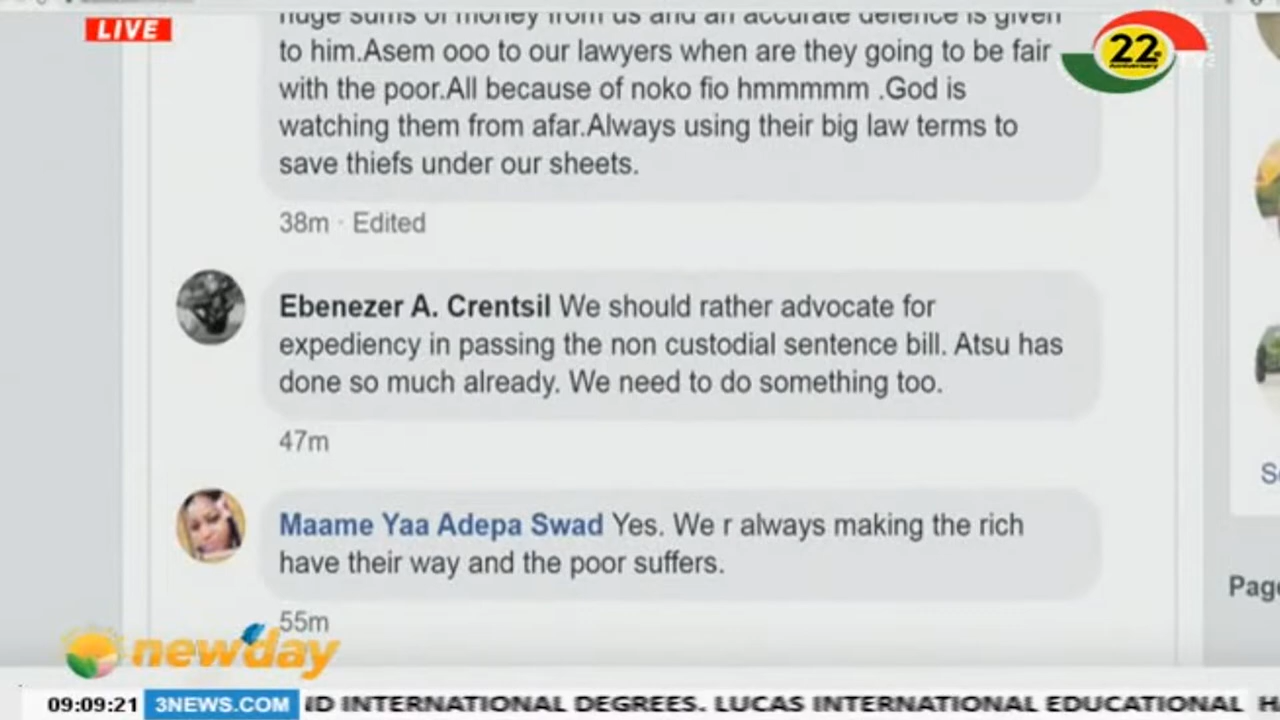 LIVE
huge sums of money from us and an accurate defence is given
to him.Asem ooo to our lawyers when are they going to be fair
with the poor.All because of noko fio hmmmmm .God is
watching them from afar.Always using their big law terms to
save thiefs under our sheets.
38m · Edited
Ebenezer A. Crentsil We should rather advocate for
expediency in passing the non custodial sentence bill. Atsu has
done so much already. We need to do something too.
47m
Maame Yaa Adepa Swad Yes. We r always making the rich
have their way and the poor suffers.
55m
22
Anniversary
newday
09:09:21 3NEWS.COM ND INTERNATIONAL DEGREES. LUCAS INTERNATIONAL EDUCATIONAL